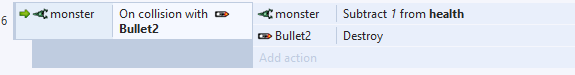 6
monster On collision with Bullet2
monster Subtract 1 from health
Bullet2 Destroy
Add action